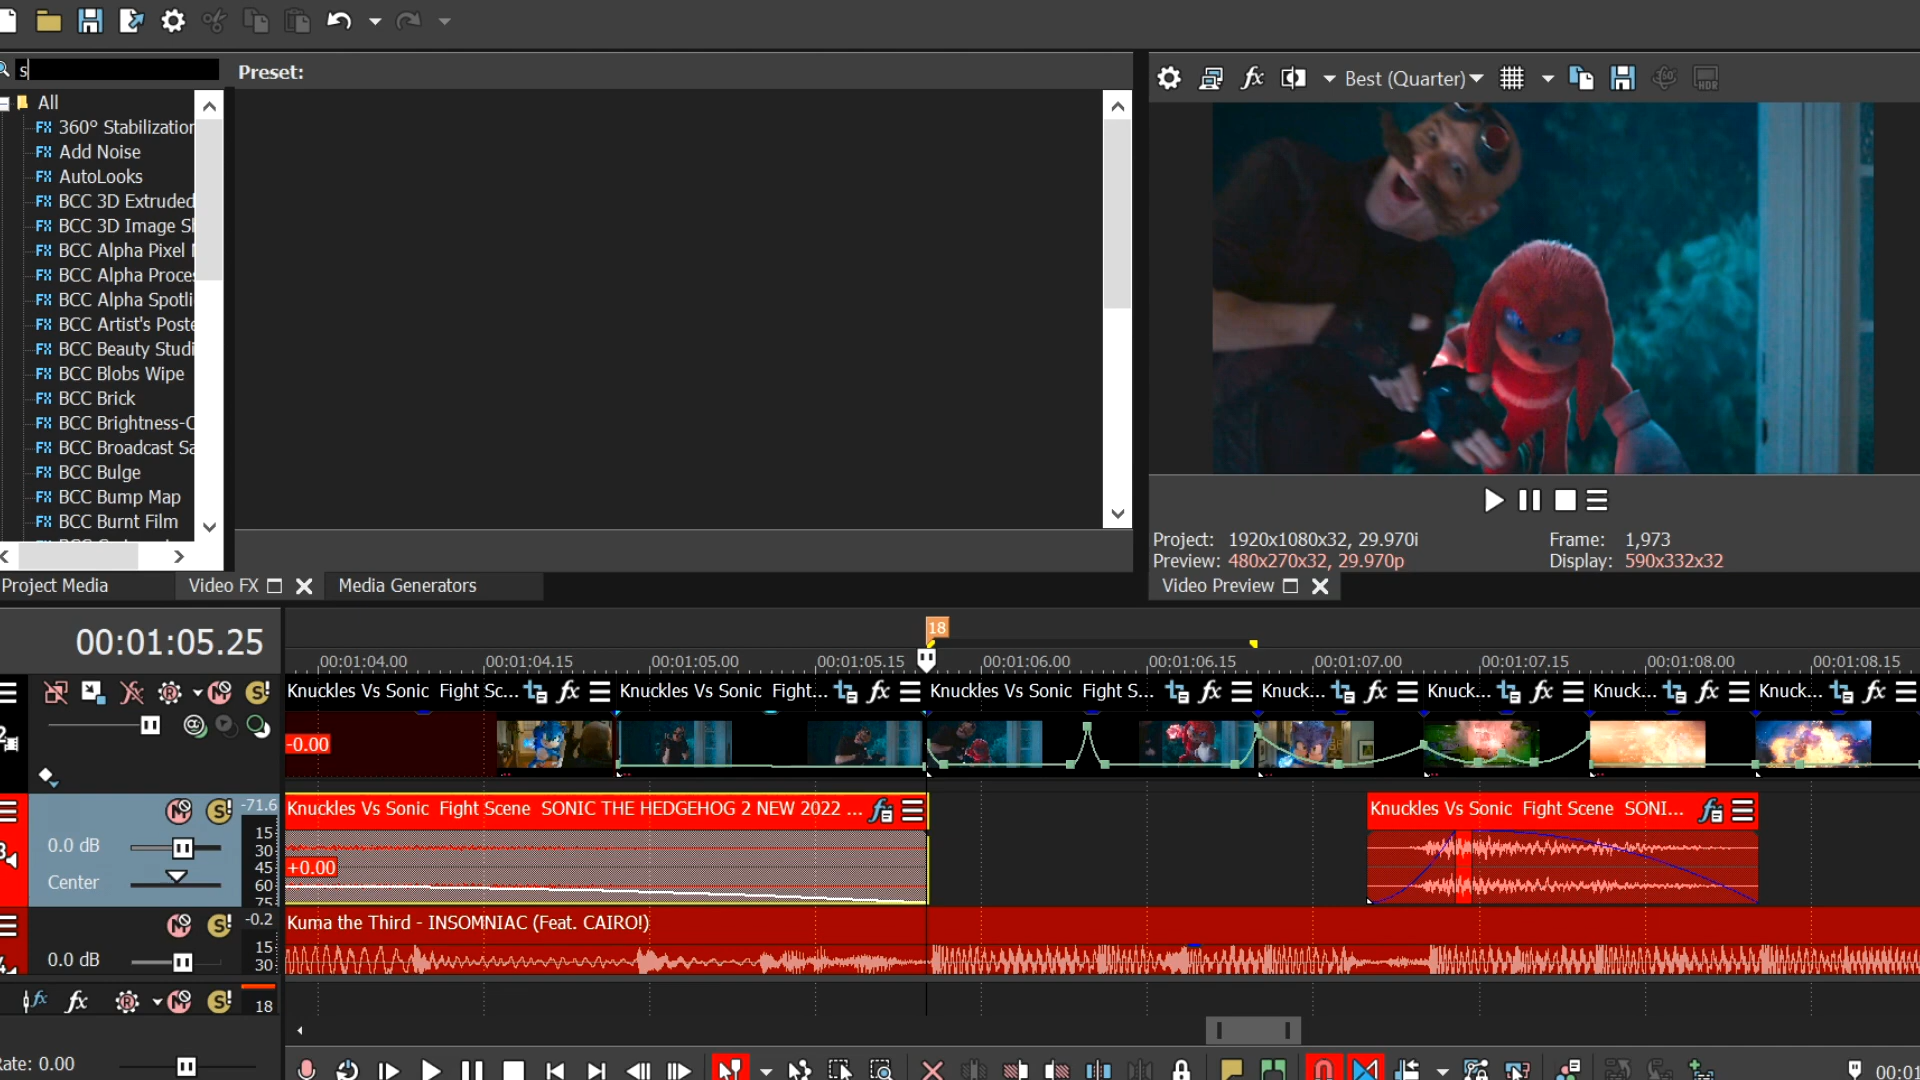 s
Preset:
Best (Quarter)
All
360° Stabilization
Add Noise
AutoLooks
BCC 3D Extruded
BCC 3D Image Sh
BCC Alpha Pixel
BCC Alpha Proces
BCC Alpha Spotli
BCC Artist's Poste
BCC Beauty Studi
BCC Blobs Wipe
BCC Brick
BCC Brightness-C
BCC Broadcast Sa
BCC Bulge
BCC Bump Map
BCC Burnt Film
Project: 1920x1080x32, 29.970i
Frame: 1,973
Preview: 480x270x32, 29.970p
Display: 590x332x32
Project Media
Video FX
Media Generators
Video Preview
00:01:05.25
18
00:01:04.00 00:01:04.15 00:01:05.00 00:01:05.15 00:01:06.00 00:01:06.15 00:01:07.00 00:01:07.15 00:01:08.00 00:01:08.15
Knuckles Vs Sonic Fight Sc...
Knuckles Vs Sonic Fight...
Knuckles Vs Sonic Fight S...
Knuck...
Knuck...
Knuck...
Knuck...
2
-0.00
-71.6
Knuckles Vs Sonic Fight Scene SONIC THE HEDGEHOG 2 NEW 2022 ...
Knuckles Vs Sonic Fight Scene SONI...
3
0.0 dB
15
30
45
60
75
+0.00
Center
-0.2
Kuma the Third - INSOMNIAC (Feat. CAIRO!)
4
0.0 dB
15
30
18
ate: 0.00
00:01